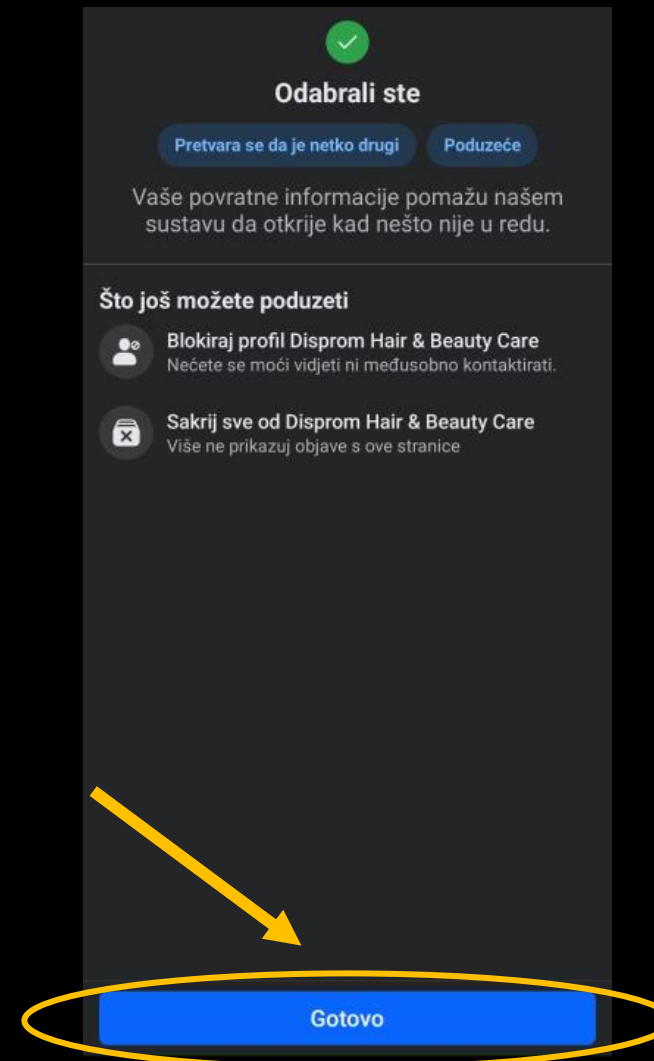 Odabrali ste
Pretvara se da je netko drugi Poduzeće
Vaše povratne informacije pomažu našem
sustavu da otkrije kad nešto nije u redu.
Što još možete poduzeti
Blokiraj profil Disprom Hair & Beauty Care
Nećete se moći vidjeti ni međusobno kontaktirati.
Sakrij sve od Disprom Hair & Beauty Care
Više ne prikazuj objave s ove stranice
Gotovo